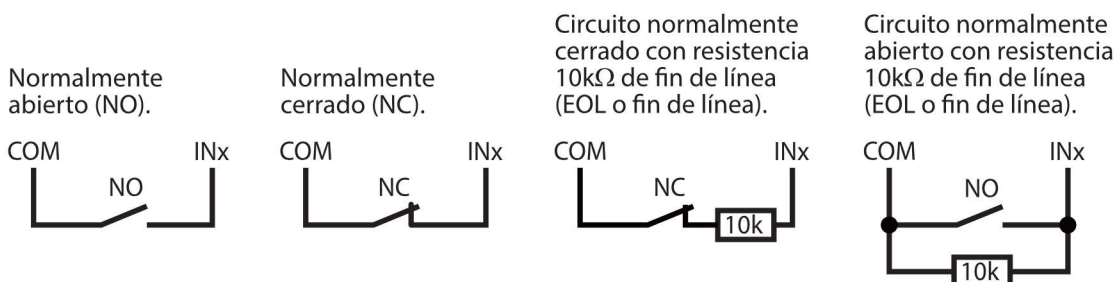 Normalmente
abierto (NO).
COM INx
NO
Normalmente
cerrado (NC).
COM INx
NC
Circuito normalmente
cerrado con resistencia
10kΩ de fin de línea
(EOL o fin de línea).
COM INx
NC
10k
Circuito normalmente
abierto con resistencia
10kΩ de fin de línea
(EOL o fin de línea).
COM INx
NO
10k